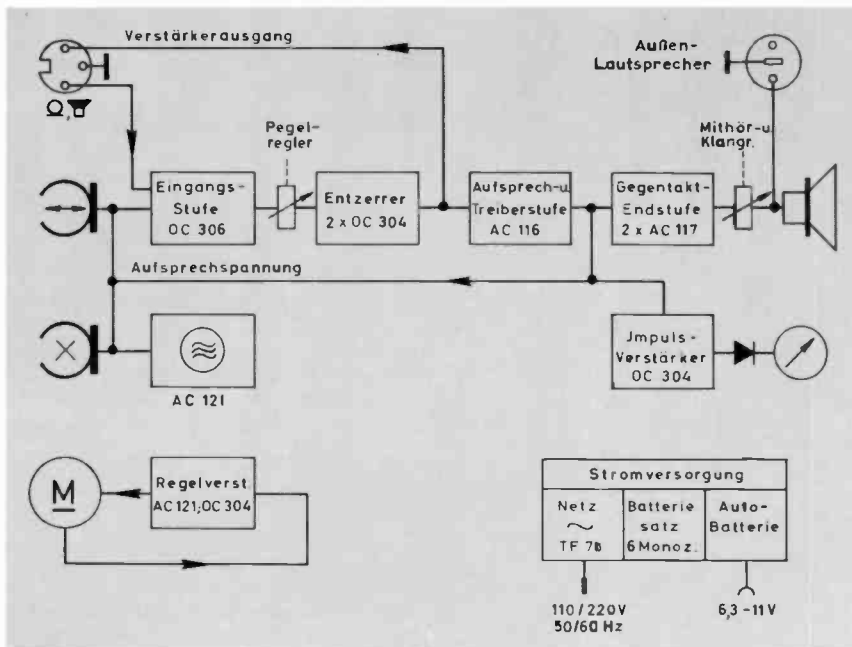 Verstärkerausgang
Außen-
Lautsprecher
Pegel-
regler
Mithör-u.
Klangr.
Eingangs-
Stufe
OC 306
Entzerrer
2 x OC 304
Aufsprech-u.
Treiberstufe
AC 116
Gegentakt-
Endstufe
2 x AC 117
Aufsprechspannung
AC 121
Jmpuls-
Verstärker
OC 304
M
Regelverst.
AC 121;OC 304
Stromversorgung
Netz
~
TF 7b
Batterie
satz
6 Monoz.
Auto-
Batterie
110/220V
50/60 Hz
6,3-11V